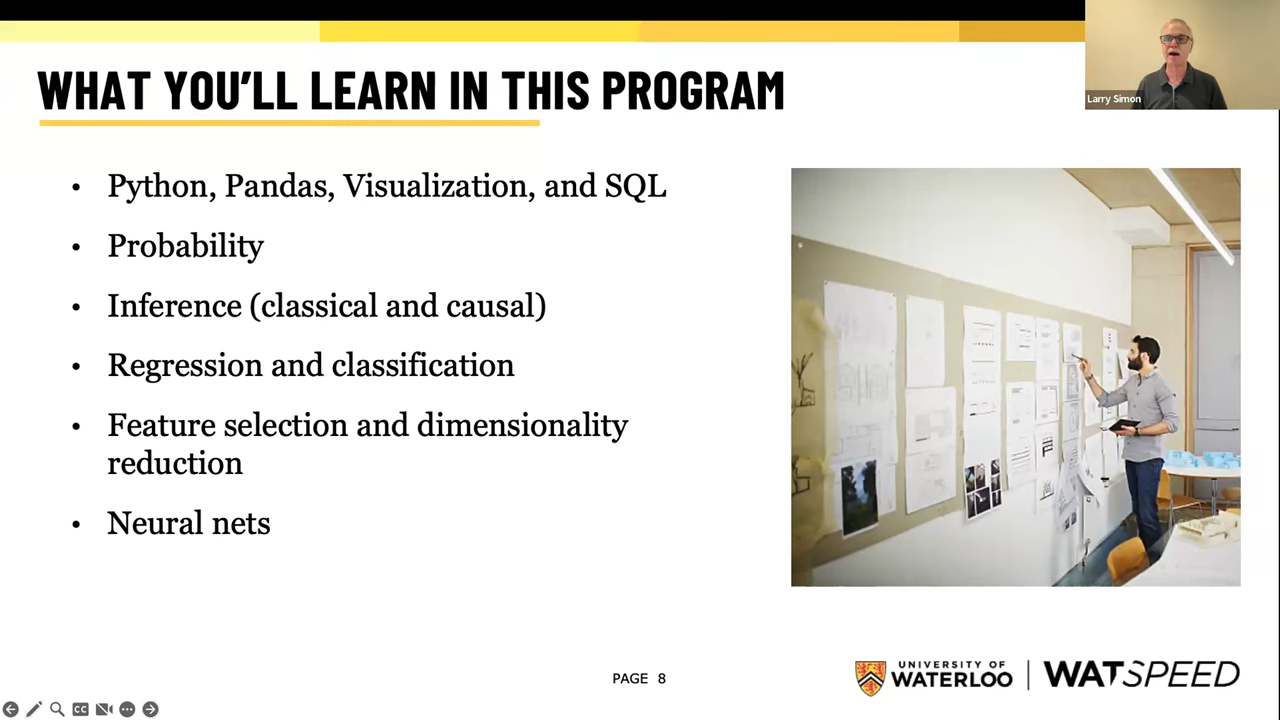 WHAT YOU'LL LEARN IN THIS PROGRAM
Larry Simon
• Python, Pandas, Visualization, and SQL
• Probability
• Inference (classical and causal)
• Regression and classification
• Feature selection and dimensionality
reduction
• Neural nets
PAGE 8
UNIVERSITY OF
WATERLOO
WATSPEED
CC